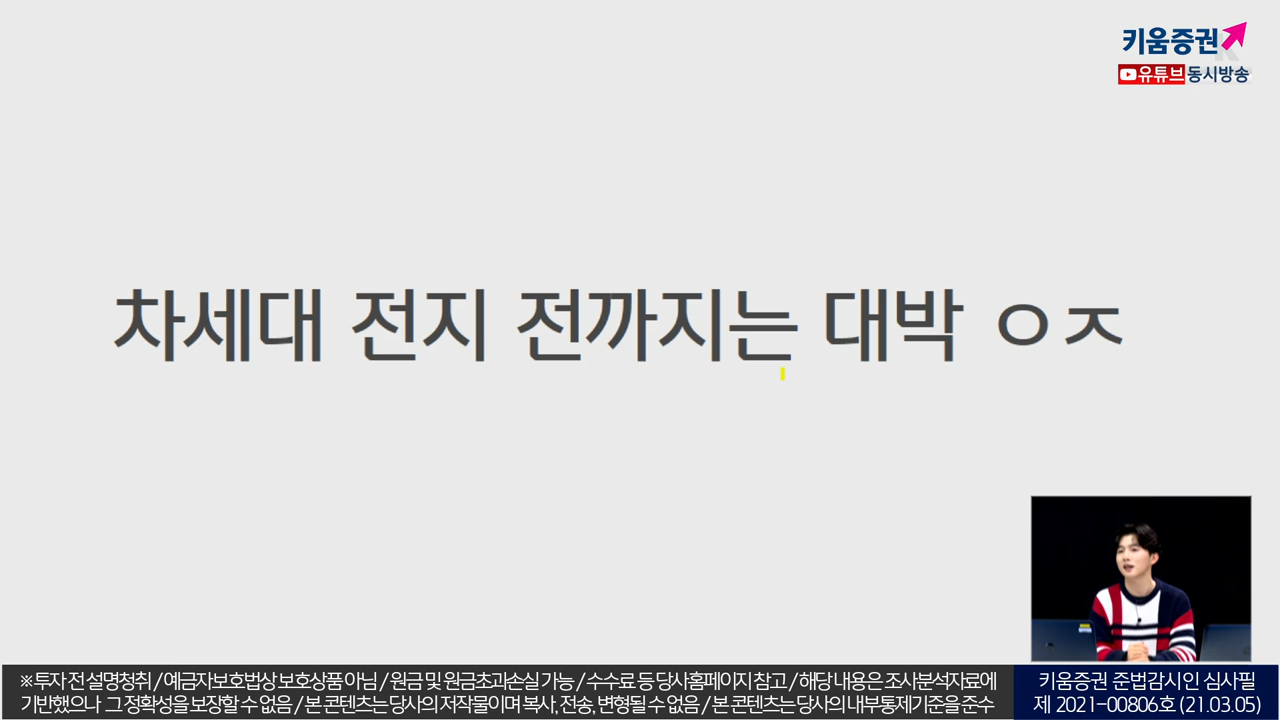 키움증권
유튜브 동시방송
차세대 전지 전까지는 대박 ㅇㅈ
※ 투자 전 설명청취 / 예금자보호법상 보호상품 아님 / 원금 및 원금초과손실 가능 / 수수료 등 당사홈페이지 참고 / 해당 내용은 조사분석자료에
기반했으나 그 정확성을 보장할 수 없음 / 본 콘텐츠는 당사의 저작물이며 복사, 전송, 변형될 수 없음 / 본 콘텐츠는 당사의 내부통제기준을 준수
키움증권 준법감시인 심사필
제 2021-00806호 (21.03.05)